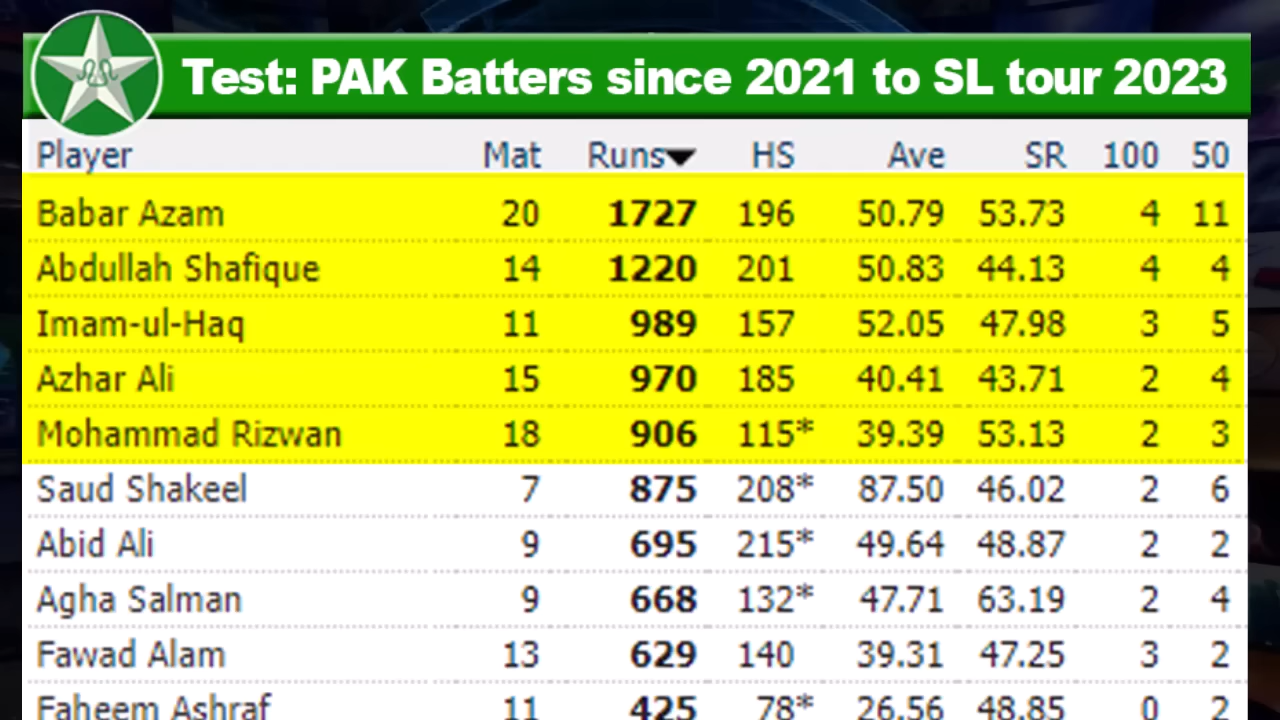 Test: PAK Batters since 2021 to SL tour 2023
Player Mat Runs HS Ave SR 100 50
Babar Azam 20 1727 196 50.79 53.73 4 11
Abdullah Shafique 14 1220 201 50.83 44.13 4 4
Imam-ul-Haq 11 989 157 52.05 47.98 3 5
Azhar Ali 15 970 185 40.41 43.71 2 4
Mohammad Rizwan 18 906 115* 39.39 53.13 2 3
Saud Shakeel 7 875 208* 87.50 46.02 2 6
Abid Ali 9 695 215* 49.64 48.87 2 2
Agha Salman 9 668 132* 47.71 63.19 2 4
Fawad Alam 13 629 140 39.31 47.25 3 2
Faheem Ashraf 11 425 78* 26.56 48.85 0 2